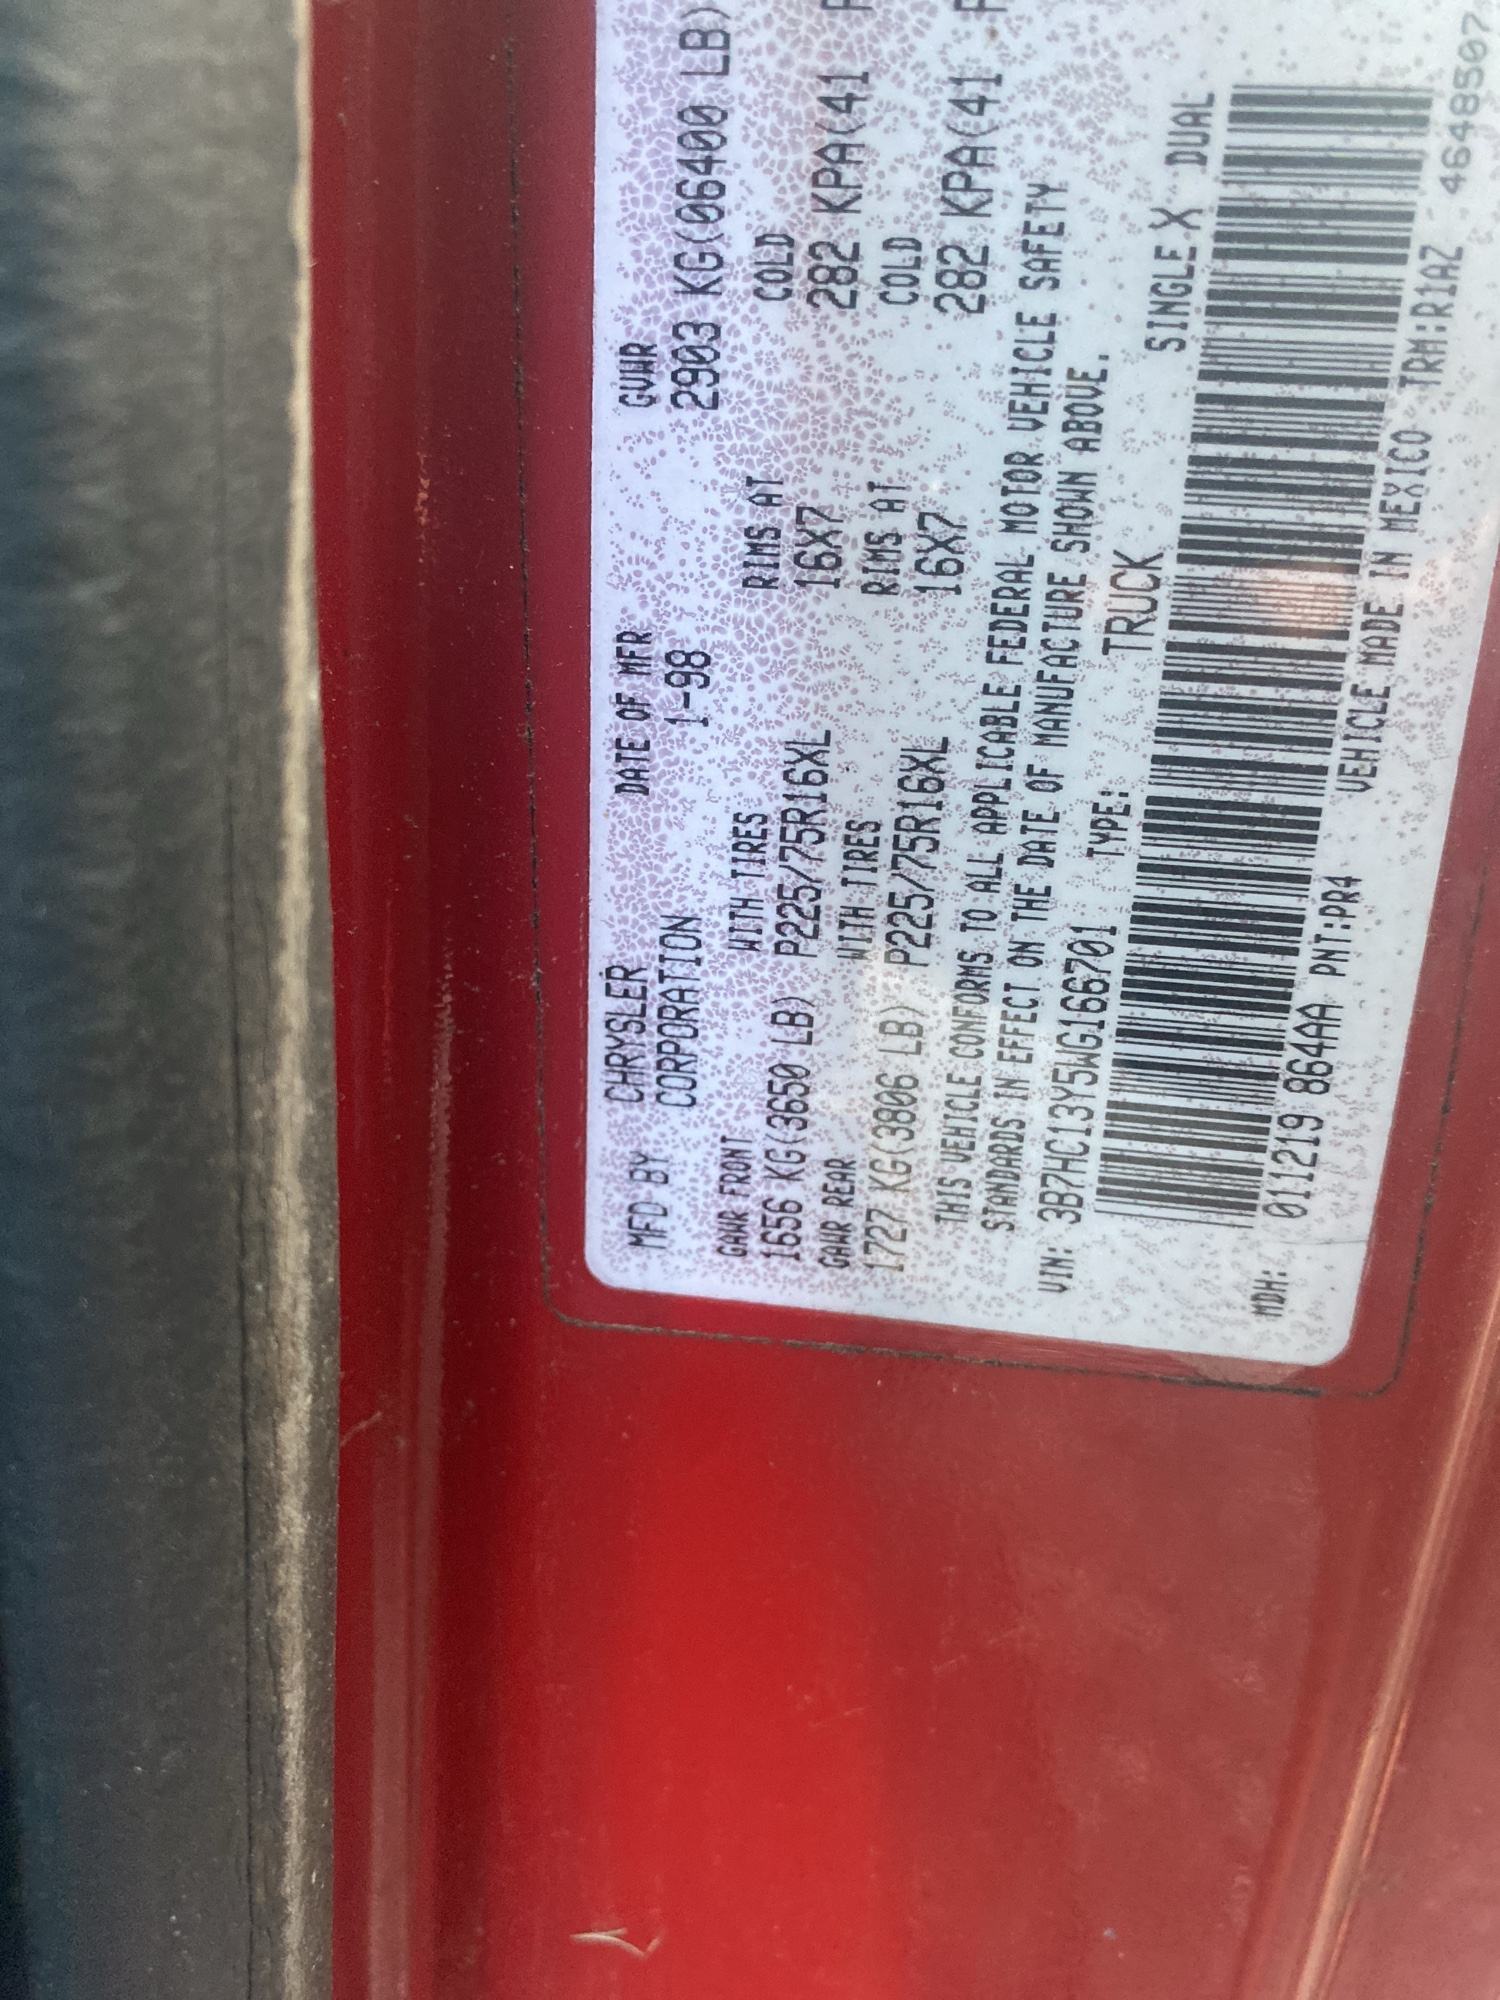 MFD BY CHRYSLER DATE OF MFR GVWR
CORPORATION 1-98 2903 KG(06400 LB)
GAWR FRONT WITH TIRES RIMS AT COLD
1656 KG(3650 LB) P225/75R16XL 16X7 282 KPA(41 P
GAWR REAR WITH TIRES RIMS AT COLD
1727 KG(3806 LB) P225/75R16XL 16X7 282 KPA(41 P
THIS VEHICLE CONFORMS TO ALL APPLICABLE FEDERAL MOTOR VEHICLE SAFETY
STANDARDS IN EFFECT ON THE DATE OF MANUFACTURE SHOWN ABOVE.
VIN: 3B7HC13Y5WG166701 TYPE: TRUCK SINGLE X DUAL
MDH: 011219 864AA PNT:PR4 VEHICLE MADE IN MEXICO TRM:R1AZ 4648507